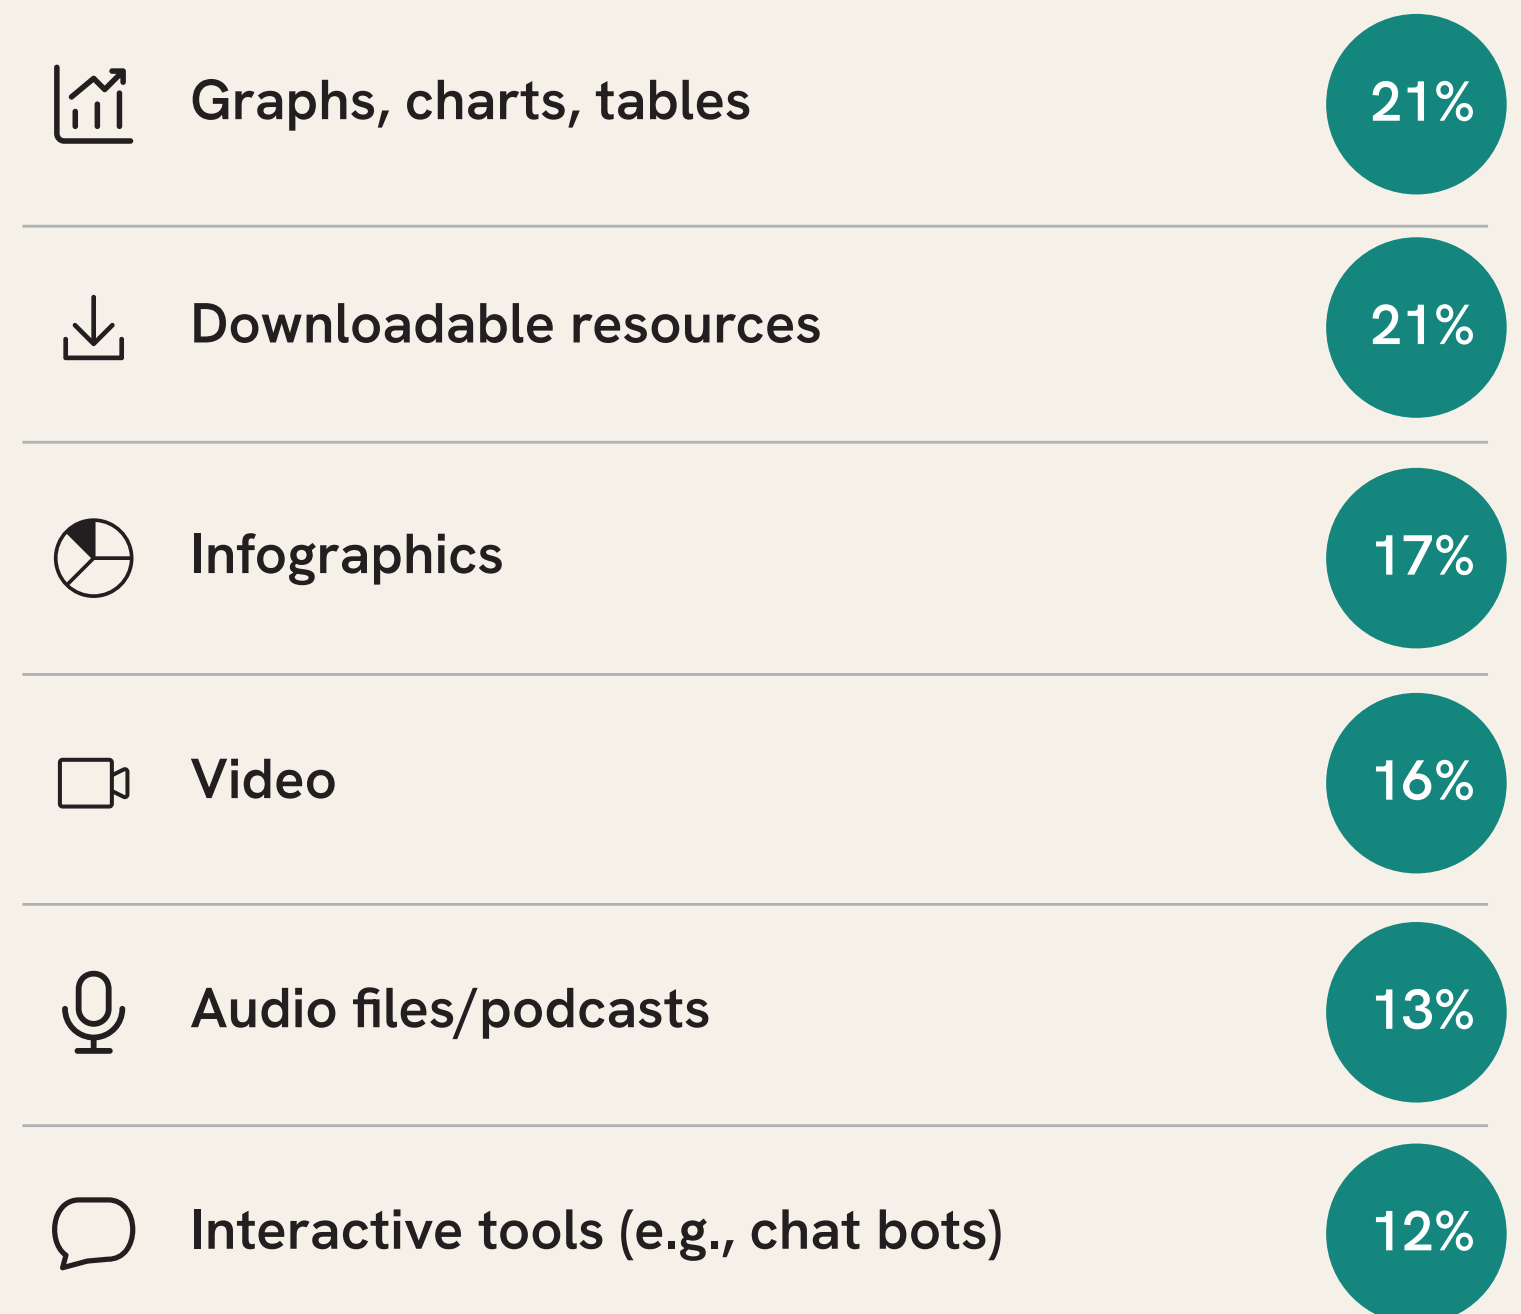 Graphs, charts, tables 21%
Downloadable resources 21%
Infographics 17%
Video 16%
Audio files/podcasts 13%
Interactive tools (e.g., chat bots) 12%